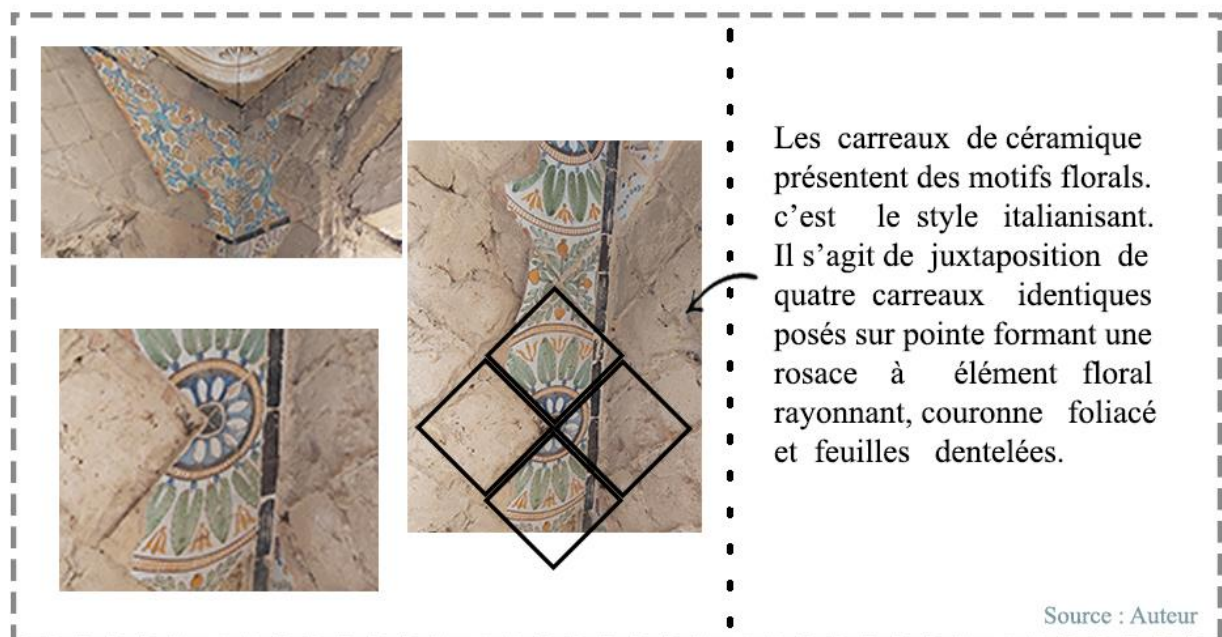 Les carreaux de céramique
présentent des motifs florals.
c’est le style italianisant.
Il s’agit de juxtaposition de
quatre carreaux identiques
posés sur pointe formant une
rosace à élément floral
rayonnant, couronne foliacé
et feuilles dentelées.
Source : Auteur